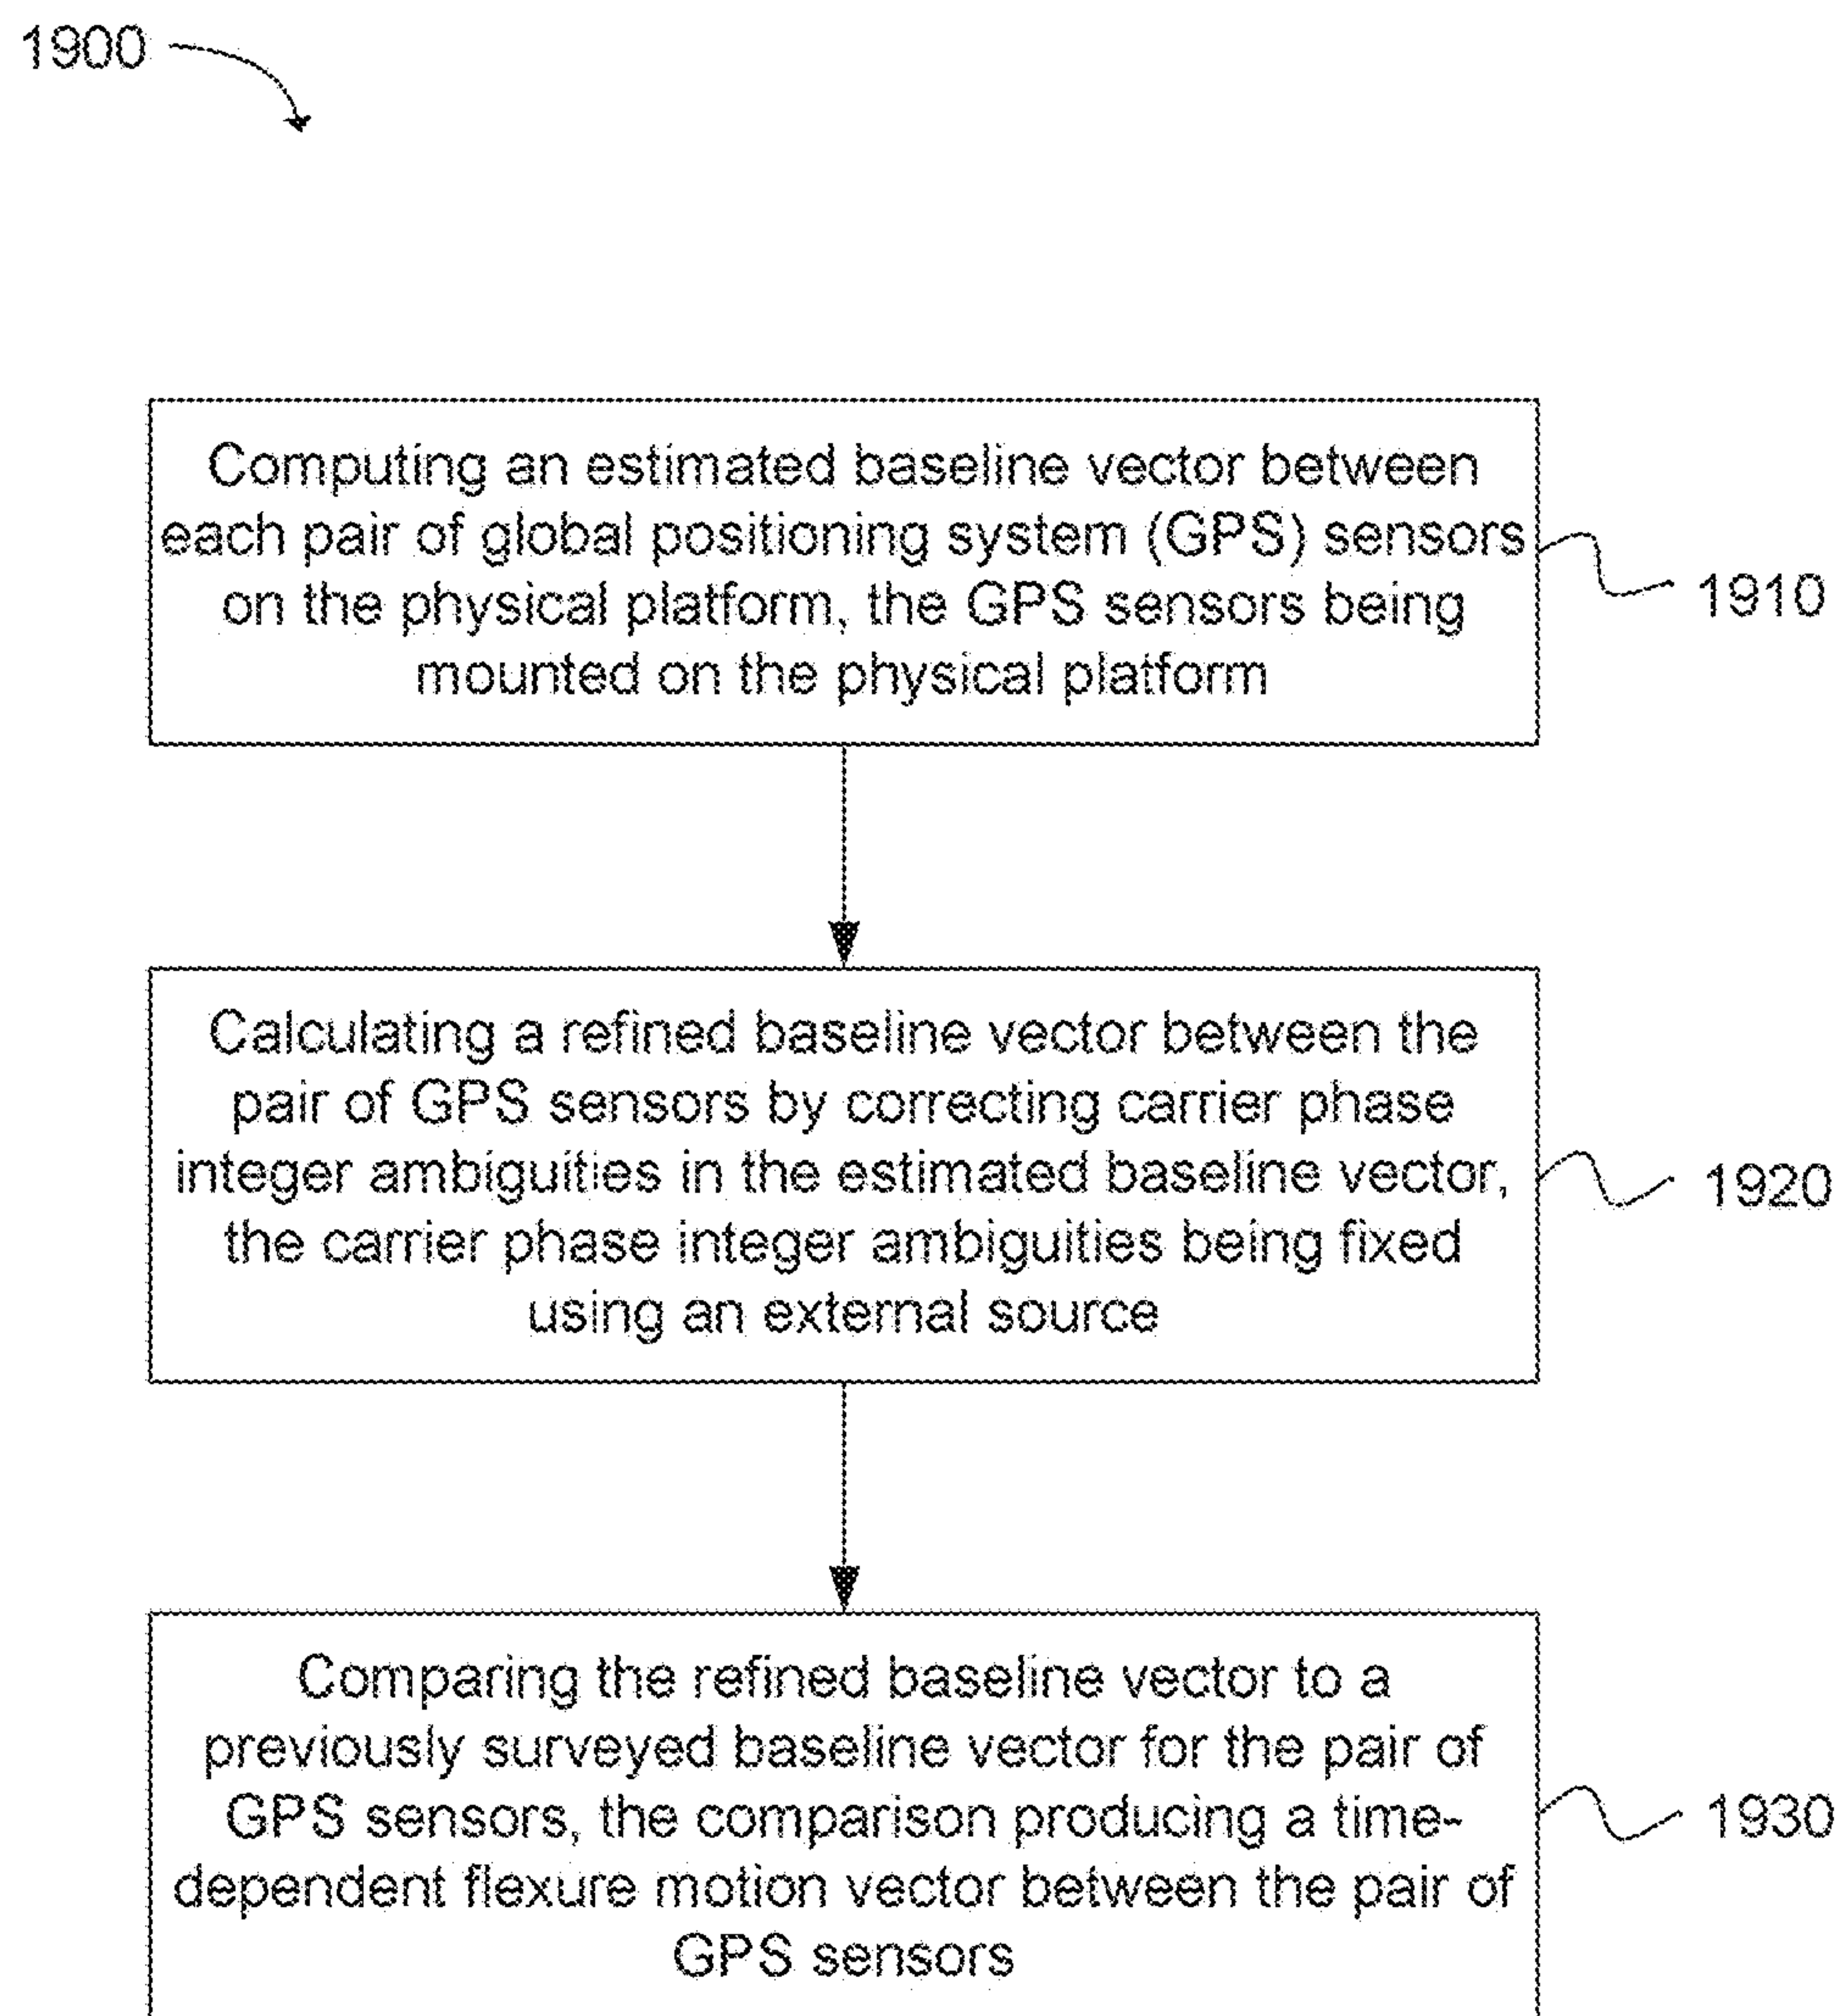 1900
Computing an estimated baseline vector between
each pair of global positioning system (GPS) sensors
on the physical platform, the GPS sensors being
mounted on the physical platform
1910
Calculating a refined baseline vector between the
pair of GPS sensors by correcting carrier phase
integer ambiguities in the estimated baseline vector,
the carrier phase integer ambiguities being fixed
using an external source
1920
Comparing the refined baseline vector to a
previously surveyed baseline vector for the pair of
GPS sensors, the comparison producing a time-
dependent flexure motion vector between the pair of
GPS sensors
1930